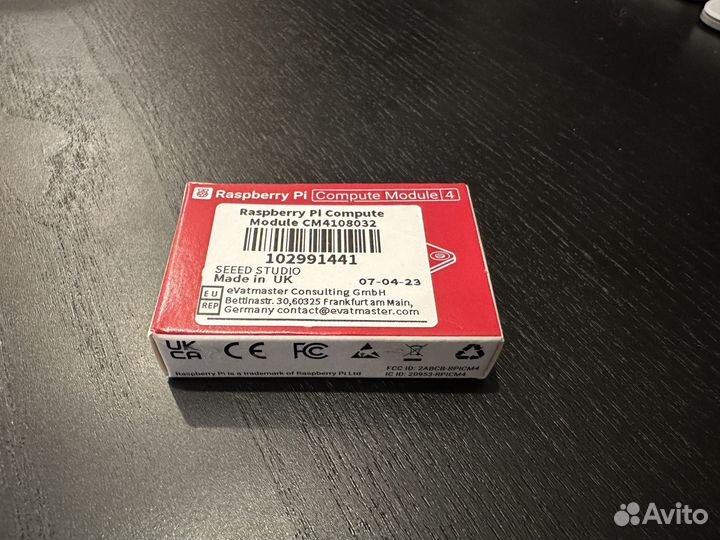 Raspberry Pi Compute Module 4
Raspberry Pi Compute
Module CM4108032
102991441
SEEED STUDIO
Made in UK 07-04-23
EU REP
eVatmaster Consulting GmbH
Bettinastr. 30,60325 Frankfurt am Main,
Germany contact@evatmaster.com
UK CA CE FC
FCC ID: 2ABCB-RPICM4
Raspberry Pi is a trademark of Raspberry Pi Ltd
IC ID: 20953-RPICM4
Avito